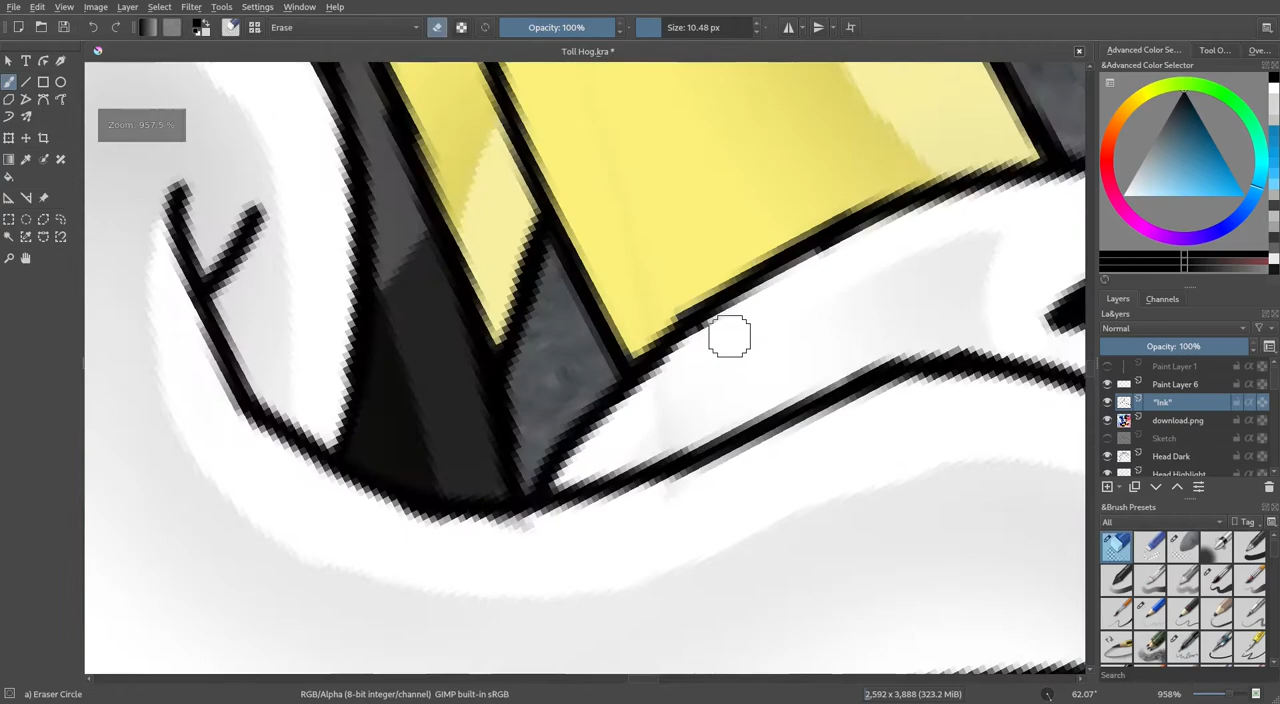 File Edit View Image Layer Select Filter Tools Settings Window Help
Erase Opacity: 100% Size: 10.48 px
Toll Hog.kra *
Advanced Color Se... Tool O... Ove...
&Advanced Color Selector
Zoom: 957.5 %
Layers Channels
La&yers
Normal
Opacity: 100%
Paint Layer 1
Paint Layer 6
"Ink"
download.png
Sketch
Head Dark
Head Highlight
&Brush Presets
All Tag
Search
a) Eraser Circle RGB/Alpha (8-bit integer/channel) GIMP built-in sRGB 2,592 x 3,888 (323.2 MiB) 62.07° 958%